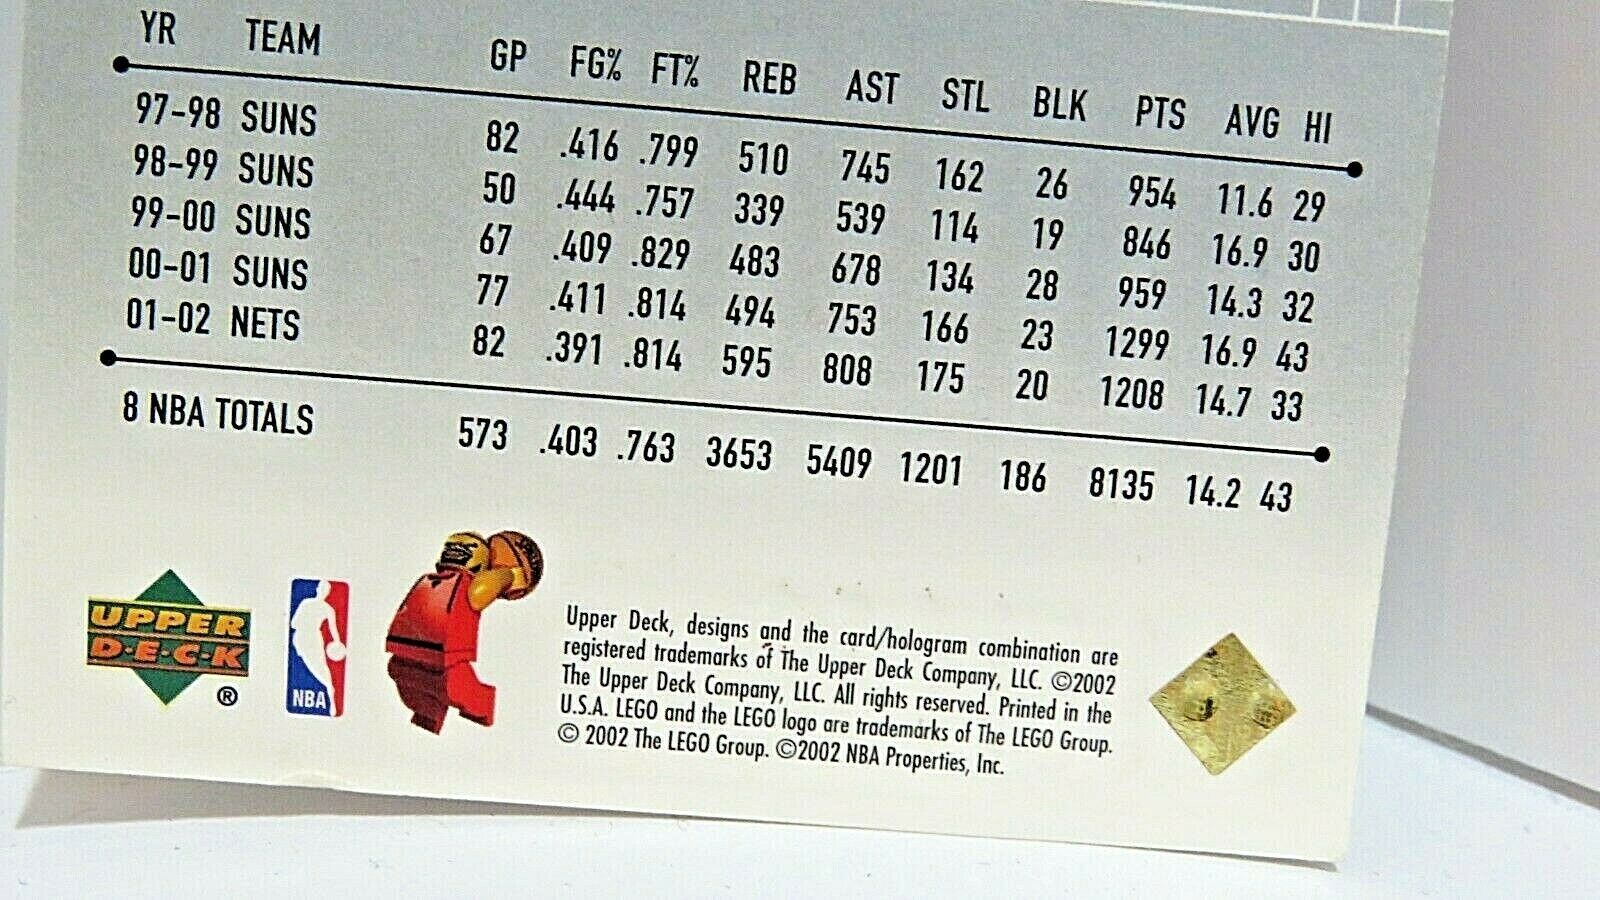 YR TEAM GP FG% FT% REB AST STL BLK PTS AVG HI
97-98 SUNS 82 .416 .799 510 745 162 26 954 11.6 29
98-99 SUNS 50 .444 .757 339 539 114 19 846 16.9 30
99-00 SUNS 67 .409 .829 483 678 134 28 959 14.3 32
00-01 SUNS 77 .411 .814 494 753 166 23 1299 16.9 43
01-02 NETS 82 .391 .814 595 808 175 20 1208 14.7 33
8 NBA TOTALS 573 .403 .763 3653 5409 1201 186 8135 14.2 43
UPPER
D·E·C·K
®
NBA
Upper Deck, designs and the card/hologram combination are
registered trademarks of The Upper Deck Company, LLC. ©2002
The Upper Deck Company, LLC. All rights reserved. Printed in the
U.S.A. LEGO and the LEGO logo are trademarks of The LEGO Group.
© 2002 The LEGO Group. ©2002 NBA Properties, Inc.